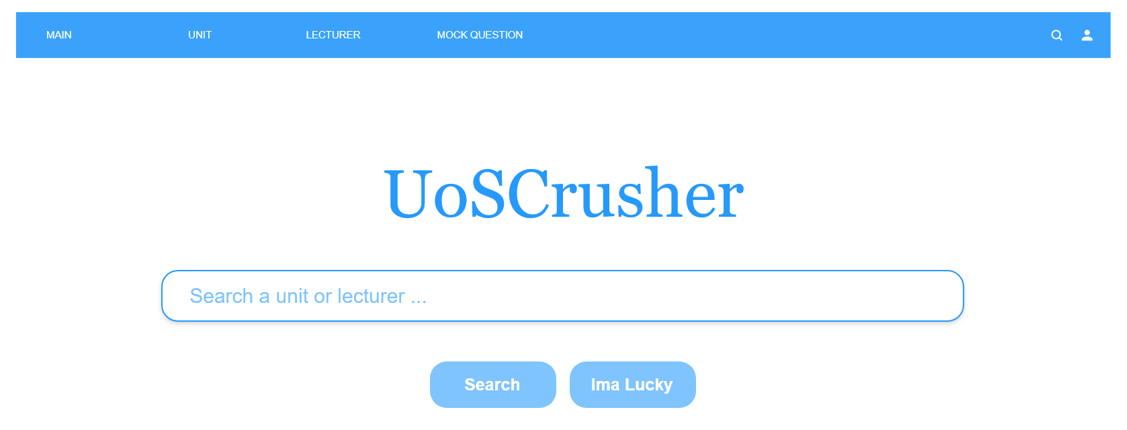 MAIN UNIT LECTURER MOCK QUESTION
UoSCrusher
Search a unit or lecturer ...
Search Ima Lucky